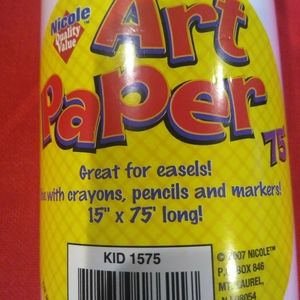 Nicole
Quality
Value
Art
Paper
75'
Great for easels!
with crayons, pencils and markers!
15" x 75' long!
KID 1575
© 2007 NICOLE™
P.O. BOX 846
MT. LAUREL,
08054